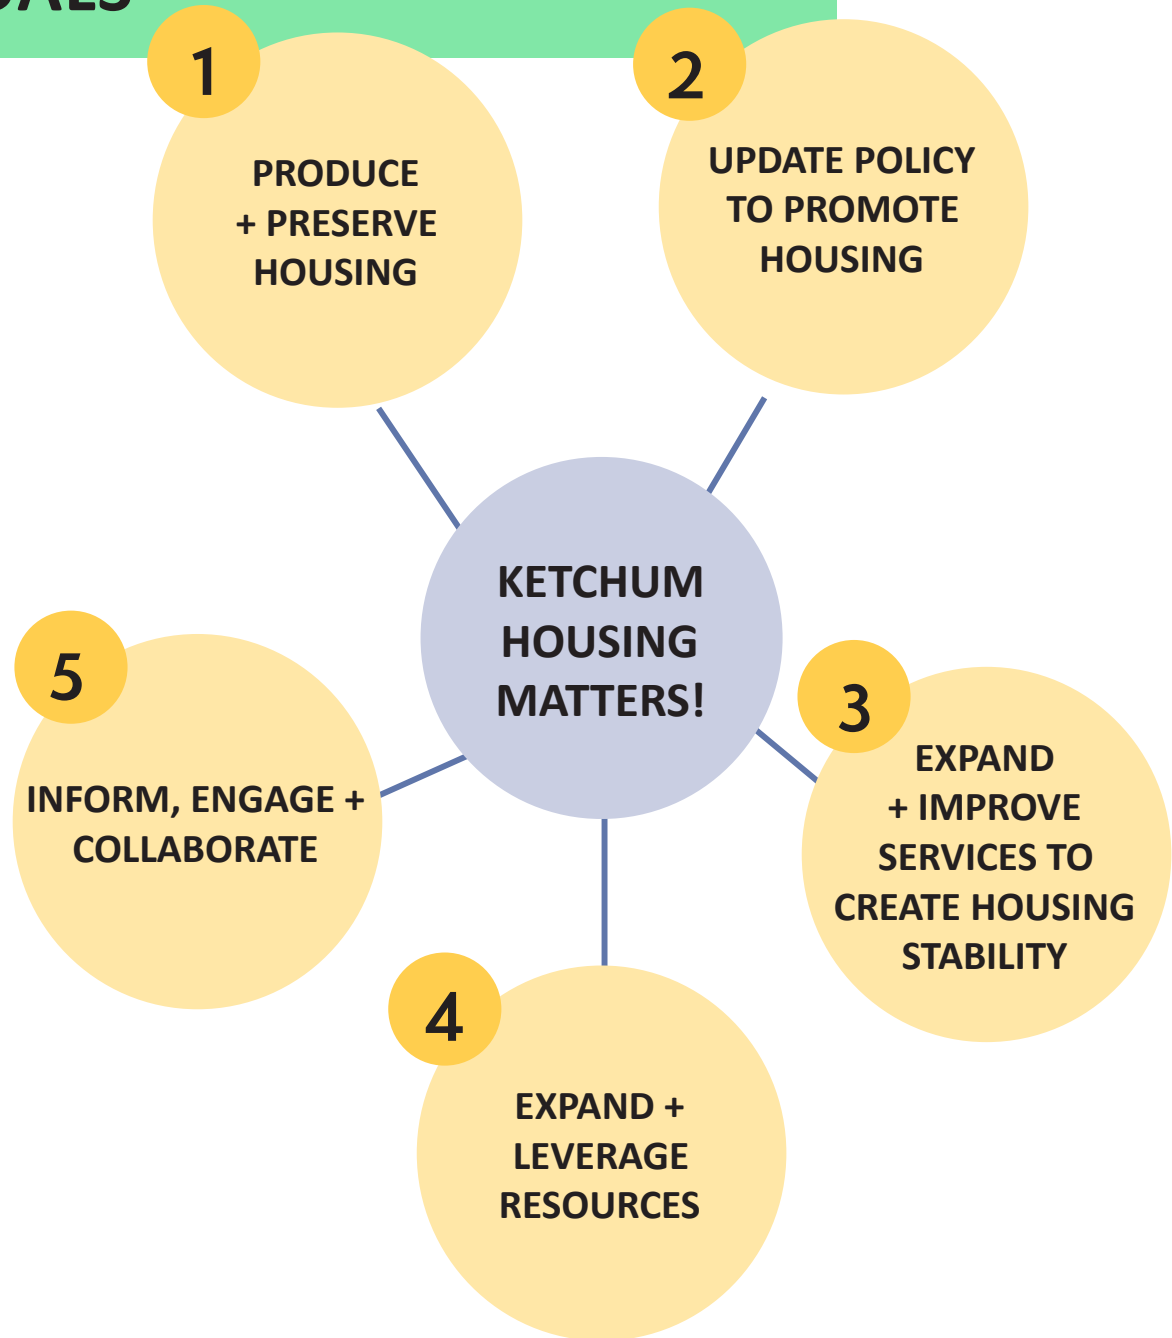 1
PRODUCE
+ PRESERVE
HOUSING
2
UPDATE POLICY
TO PROMOTE
HOUSING
KETCHUM
HOUSING
MATTERS!
3
EXPAND
+ IMPROVE
SERVICES TO
CREATE HOUSING
STABILITY
4
EXPAND +
LEVERAGE
RESOURCES
5
INFORM, ENGAGE +
COLLABORATE